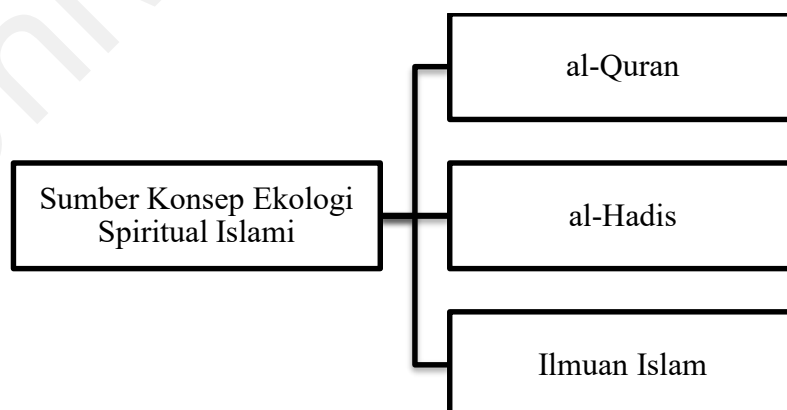 al-Quran
Sumber Konsep Ekologi
Spiritual Islami
al-Hadis
Ilmuan Islam